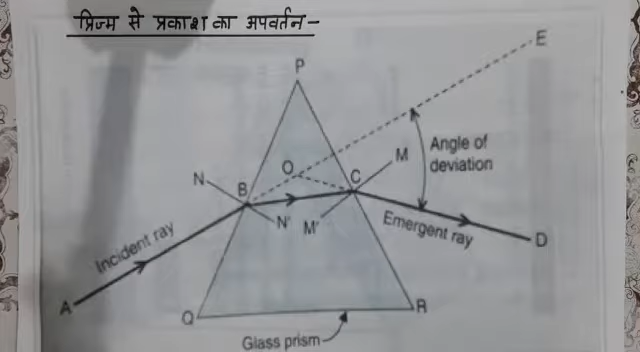 प्रिज्म से प्रकाश का अपवर्तन-
E
P
Angle of
deviation
M
O
C
N
B
N'
M'
Incident ray
Emergent ray
D
A
Q
R
Glass prism